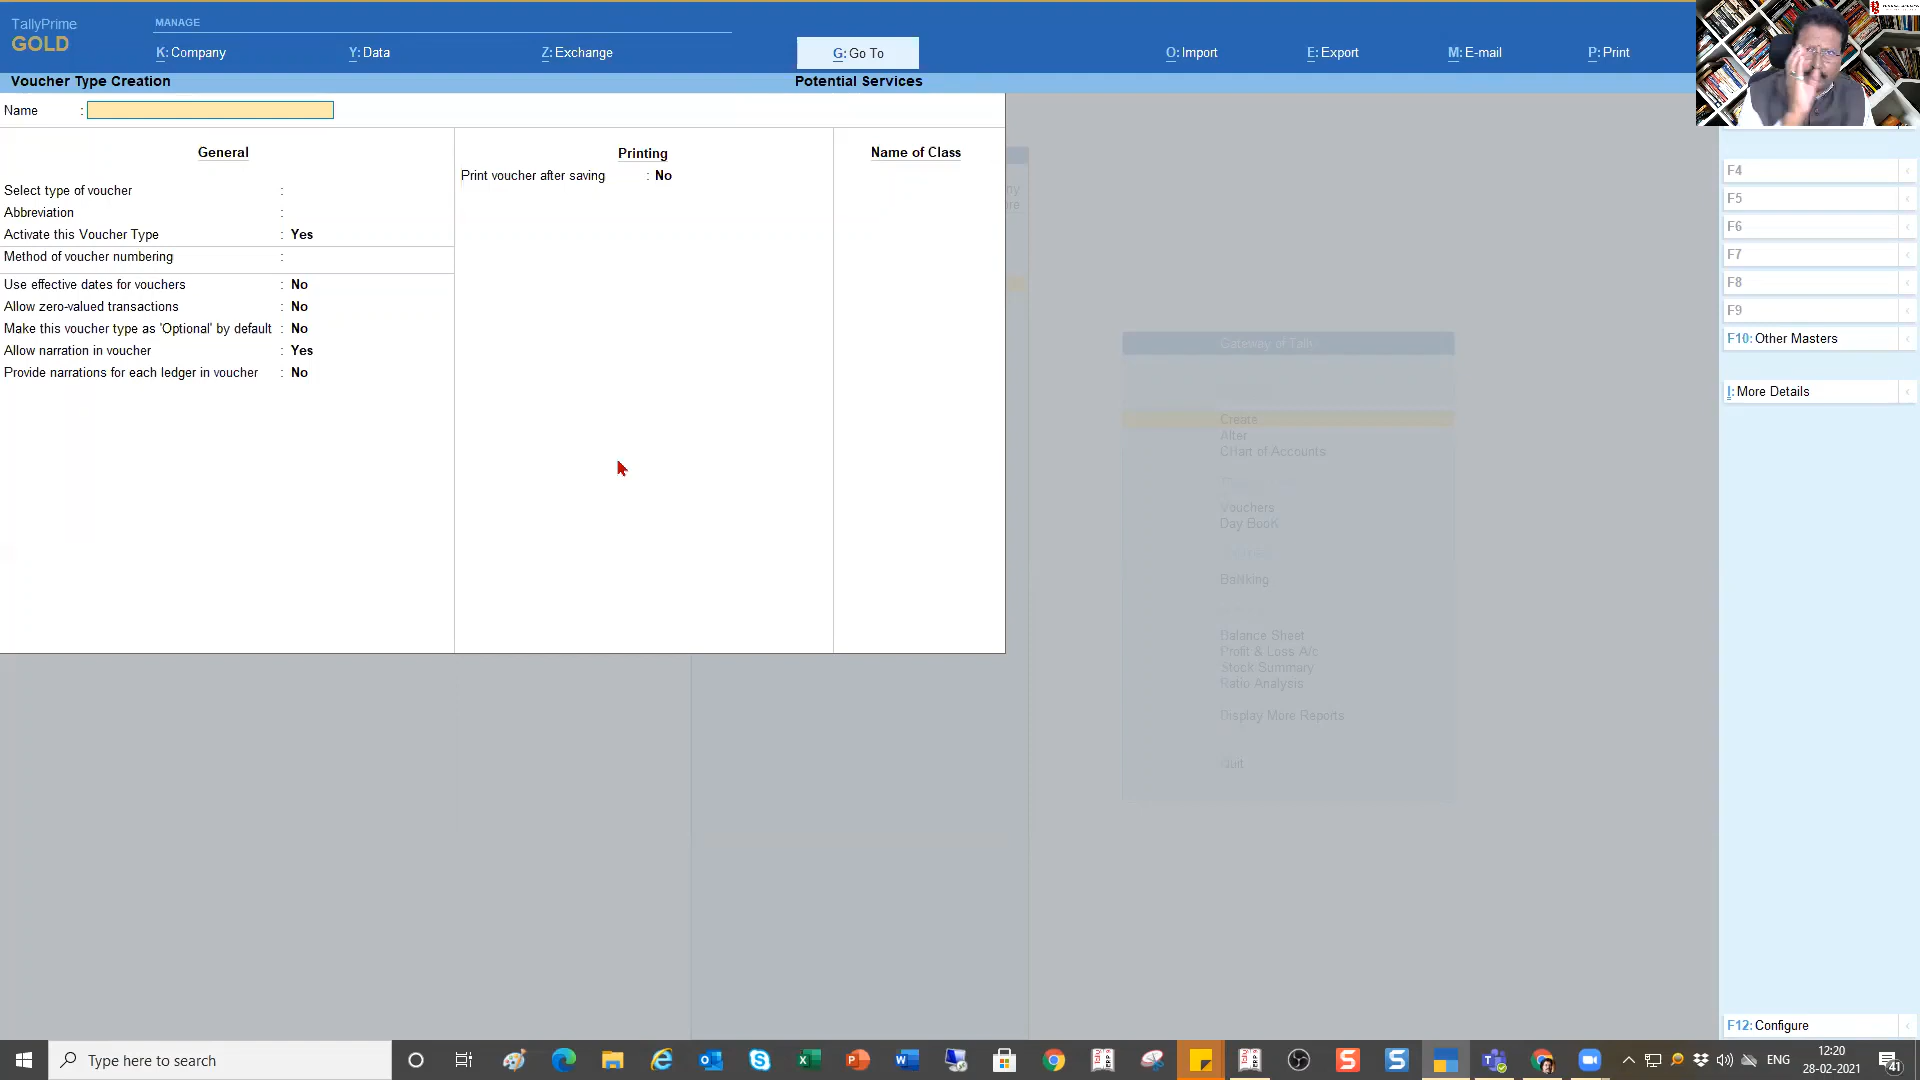 TallyPrime
GOLD
MANAGE
K: Company
Y: Data
Z: Exchange
G: Go To
O: Import
E: Export
M: E-mail
P: Print
Voucher Type Creation
Potential Services
Name :
General
Select type of voucher :
Abbreviation :
Activate this Voucher Type : Yes
Method of voucher numbering :
Use effective dates for vouchers : No
Allow zero-valued transactions : No
Make this voucher type as 'Optional' by default : No
Allow narration in voucher : Yes
Provide narrations for each ledger in voucher : No
Printing
Print voucher after saving : No
Name of Class
Gateway of Tally
Create
Alter
CHart of Accounts
Vouchers
Day BooK
BaNking
Balance Sheet
Profit & Loss A/c
Stock Summary
Ratio Analysis
Display More Reports
Quit
F4
F5
F6
F7
F8
F9
F10: Other Masters
I: More Details
F12: Configure
Type here to search
ENG
12:20
28-02-2021
41